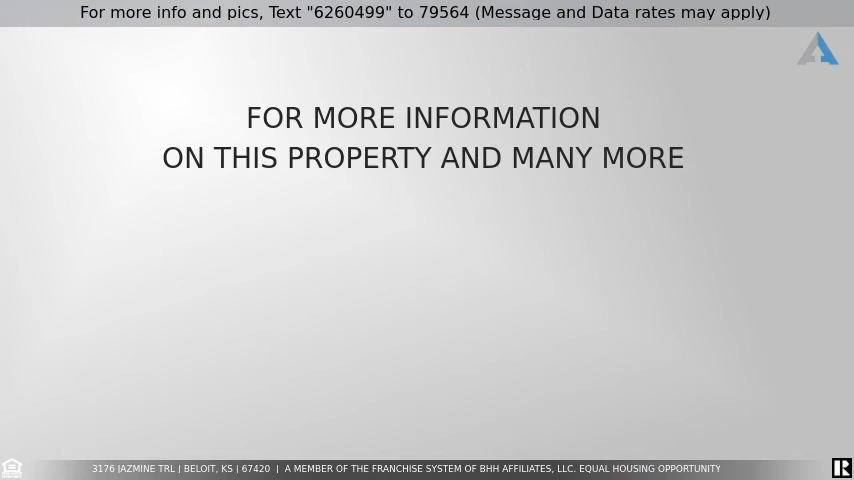 For more info and pics, Text "6260499" to 79564 (Message and Data rates may apply)
FOR MORE INFORMATION
ON THIS PROPERTY AND MANY MORE
3176 JAZMINE TRL | BELOIT, KS | 67420 | A MEMBER OF THE FRANCHISE SYSTEM OF BHH AFFILIATES, LLC. EQUAL HOUSING OPPORTUNITY